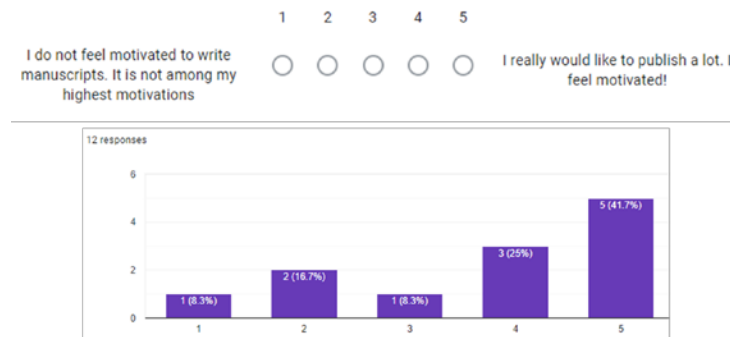 1 2 3 4 5
I do not feel motivated to write
manuscripts. It is not among my
highest motivations
I really would like to publish a lot. I
feel motivated!
12 responses
6
4
2
0
1 (8.3%)
2 (16.7%)
1 (8.3%)
3 (25%)
5 (41.7%)
1 2 3 4 5